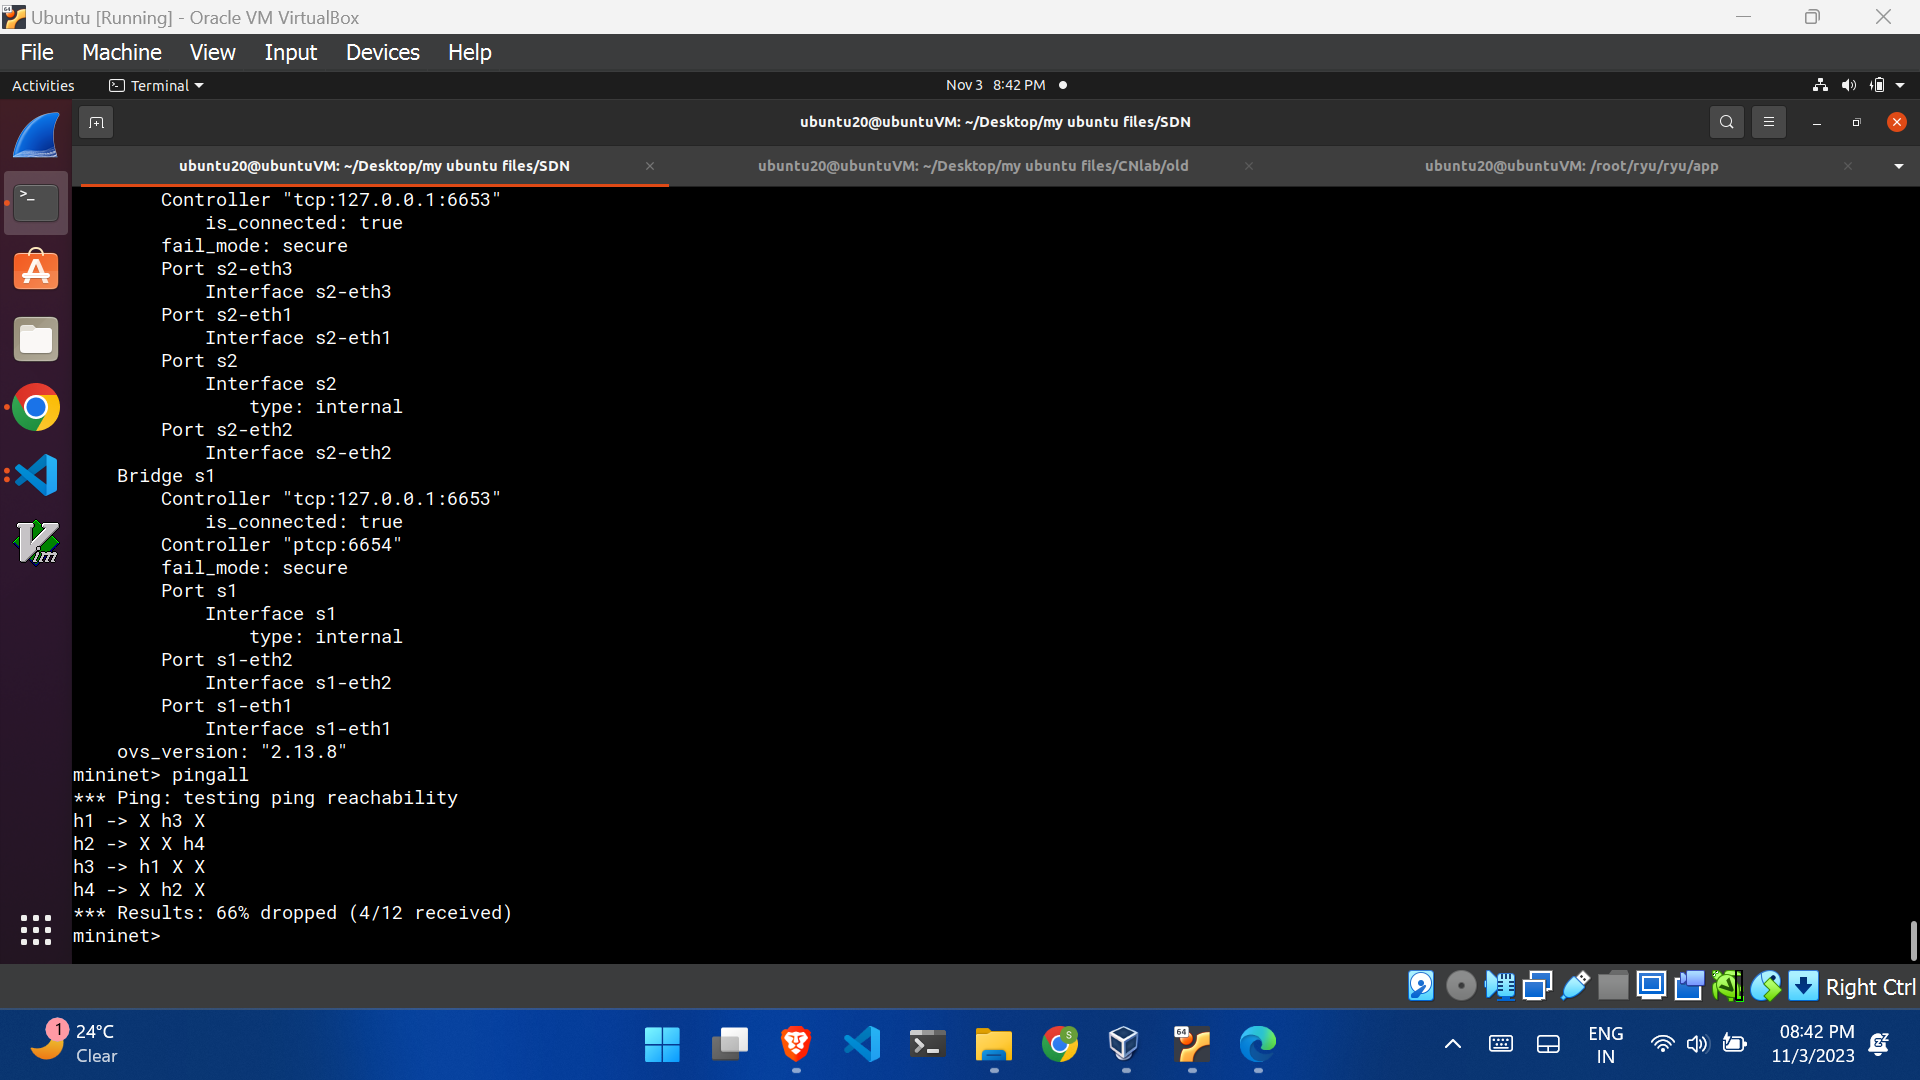 Ubuntu [Running] - Oracle VM VirtualBox
File Machine View Input Devices Help
Activities Terminal Nov 3 8:42 PM
ubuntu20@ubuntuVM: ~/Desktop/my ubuntu files/SDN
ubuntu20@ubuntuVM: ~/Desktop/my ubuntu files/SDN ubuntu20@ubuntuVM: ~/Desktop/my ubuntu files/CNlab/old ubuntu20@ubuntuVM: /root/ryu/ryu/app
Controller "tcp:127.0.0.1:6653"
is_connected: true
fail_mode: secure
Port s2-eth3
Interface s2-eth3
Port s2-eth1
Interface s2-eth1
Port s2
Interface s2
type: internal
Port s2-eth2
Interface s2-eth2
Bridge s1
Controller "tcp:127.0.0.1:6653"
is_connected: true
Controller "ptcp:6654"
fail_mode: secure
Port s1
Interface s1
type: internal
Port s1-eth2
Interface s1-eth2
Port s1-eth1
Interface s1-eth1
ovs_version: "2.13.8"
mininet> pingall
*** Ping: testing ping reachability
h1 -> X h3 X
h2 -> X X h4
h3 -> h1 X X
h4 -> X h2 X
*** Results: 66% dropped (4/12 received)
mininet>
Right Ctrl
1 24°C
Clear
ENG
IN
08:42 PM
11/3/2023